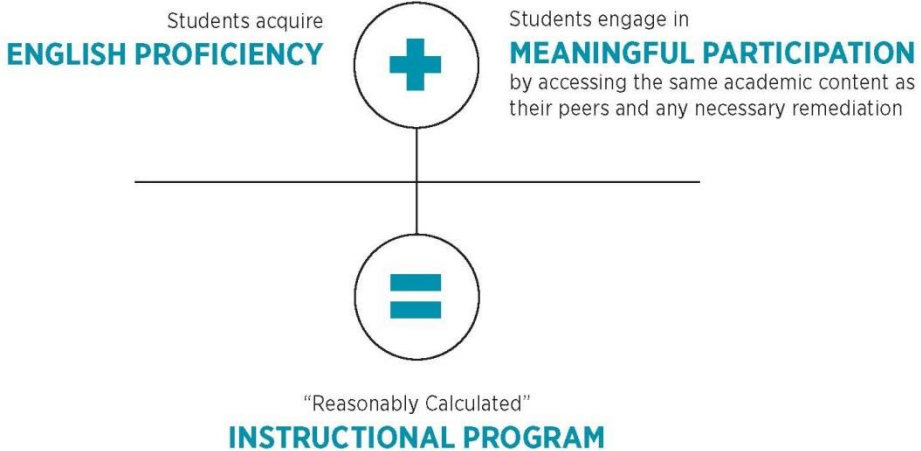 Students acquire
ENGLISH PROFICIENCY
Students engage in
MEANINGFUL PARTICIPATION
by accessing the same academic content as
their peers and any necessary remediation
“Reasonably Calculated”
INSTRUCTIONAL PROGRAM